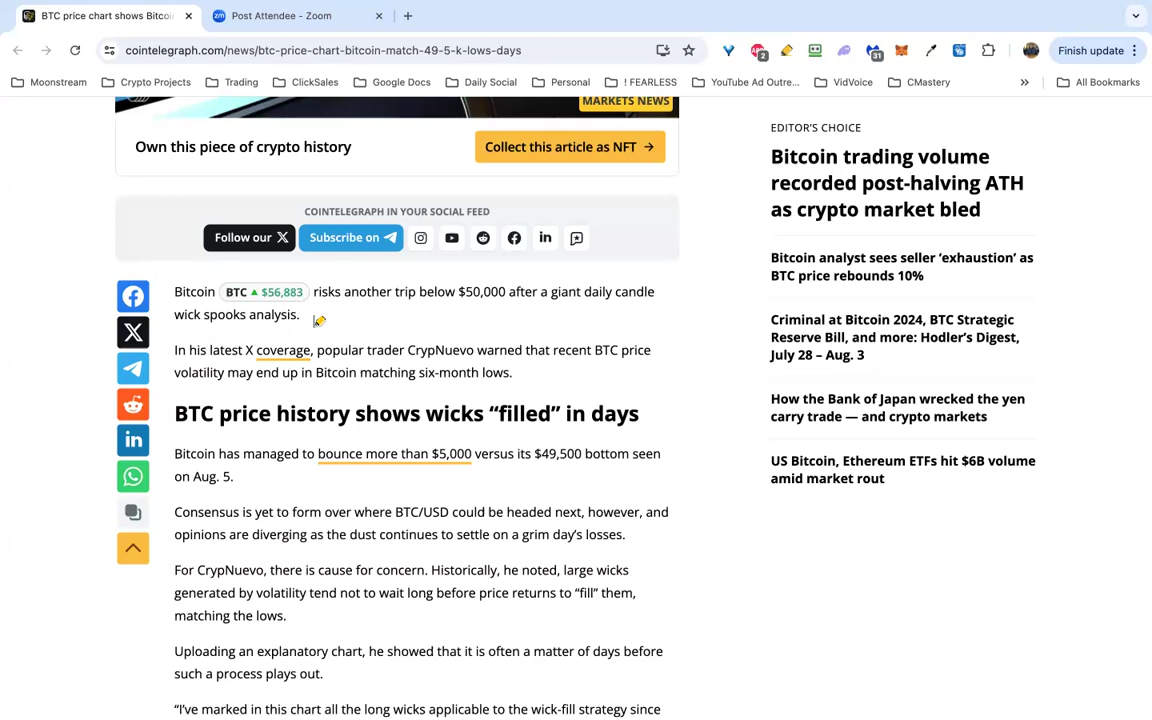 BTC price chart shows Bitcoi
Post Attendee - Zoom
cointelegraph.com/news/btc-price-chart-bitcoin-match-49-5-k-lows-days
2
31
Finish update
Moonstream
Crypto Projects
Trading
ClickSales
Google Docs
Daily Social
Personal
! FEARLESS
YouTube Ad Outre...
VidVoice
CMastery
»
All Bookmarks
MARKETS NEWS
Own this piece of crypto history
Collect this article as NFT →
COINTELEGRAPH IN YOUR SOCIAL FEED
Follow our X
Subscribe on
Bitcoin BTC ▲ $56,883 risks another trip below $50,000 after a giant daily candle
wick spooks analysis.
In his latest X coverage, popular trader CrypNuevo warned that recent BTC price
volatility may end up in Bitcoin matching six-month lows.
BTC price history shows wicks “filled” in days
Bitcoin has managed to bounce more than $5,000 versus its $49,500 bottom seen
on Aug. 5.
Consensus is yet to form over where BTC/USD could be headed next, however, and
opinions are diverging as the dust continues to settle on a grim day’s losses.
For CrypNuevo, there is cause for concern. Historically, he noted, large wicks
generated by volatility tend not to wait long before price returns to “fill” them,
matching the lows.
Uploading an explanatory chart, he showed that it is often a matter of days before
such a process plays out.
“I’ve marked in this chart all the long wicks applicable to the wick-fill strategy since
EDITOR’S CHOICE
Bitcoin trading volume
recorded post-halving ATH
as crypto market bled
Bitcoin analyst sees seller ‘exhaustion’ as
BTC price rebounds 10%
Criminal at Bitcoin 2024, BTC Strategic
Reserve Bill, and more: Hodler’s Digest,
July 28 – Aug. 3
How the Bank of Japan wrecked the yen
carry trade — and crypto markets
US Bitcoin, Ethereum ETFs hit $6B volume
amid market rout